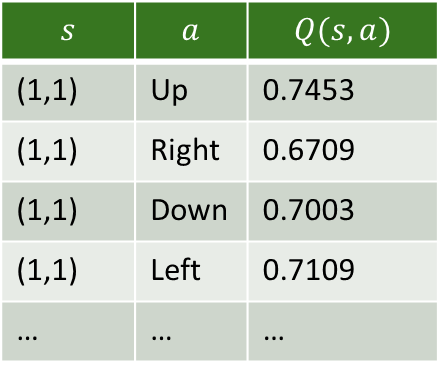 s a Q(s, a)
(1,1) Up 0.7453
(1,1) Right 0.6709
(1,1) Down 0.7003
(1,1) Left 0.7109
... ... ...